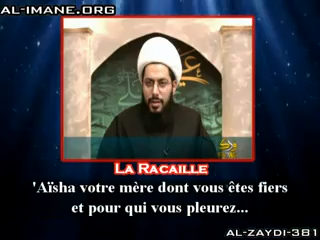 AL-IMANE.ORG
La Racaille
'Aïsha votre mère dont vous êtes fiers
et pour qui vous pleurez...
AL-ZAYDI-381